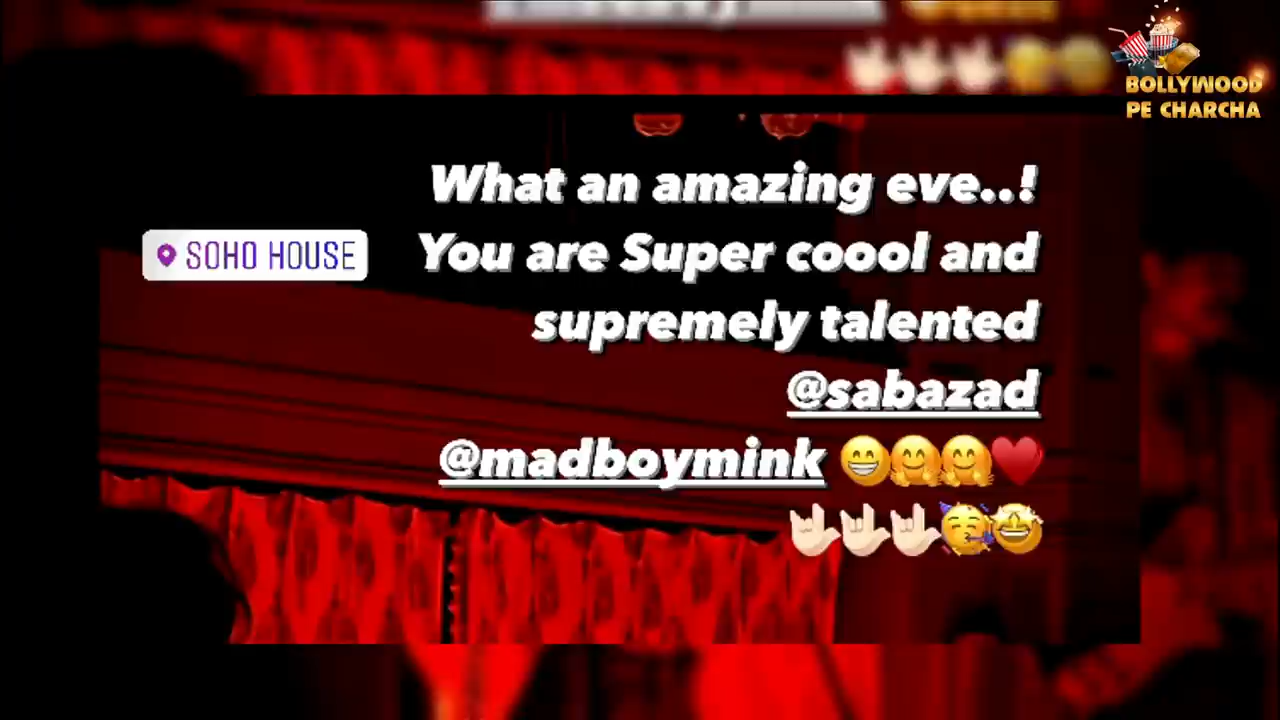 BOLLYWOOD
PE CHARCHA
What an amazing eve..!
SOHO HOUSE
You are Super coool and
supremely talented
@sabazad
@madboymink 😁🤗🤗♥️
🤟🏻🤟🏻🤟🏻🥳🤩